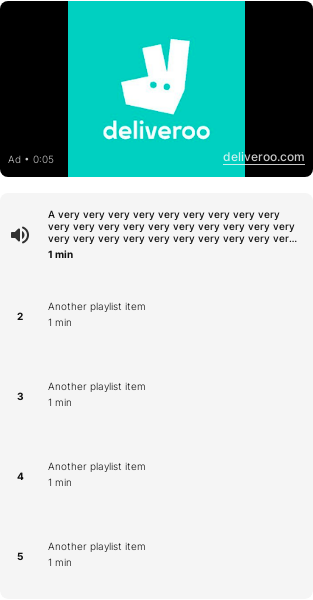 deliveroo
Ad • 0:05
deliveroo.com
A very very very very very very very very very
very very very very very very very very very very
very very very very very very very very very ver...
1 min
2
Another playlist item
1 min
3
Another playlist item
1 min
4
Another playlist item
1 min
5
Another playlist item
1 min